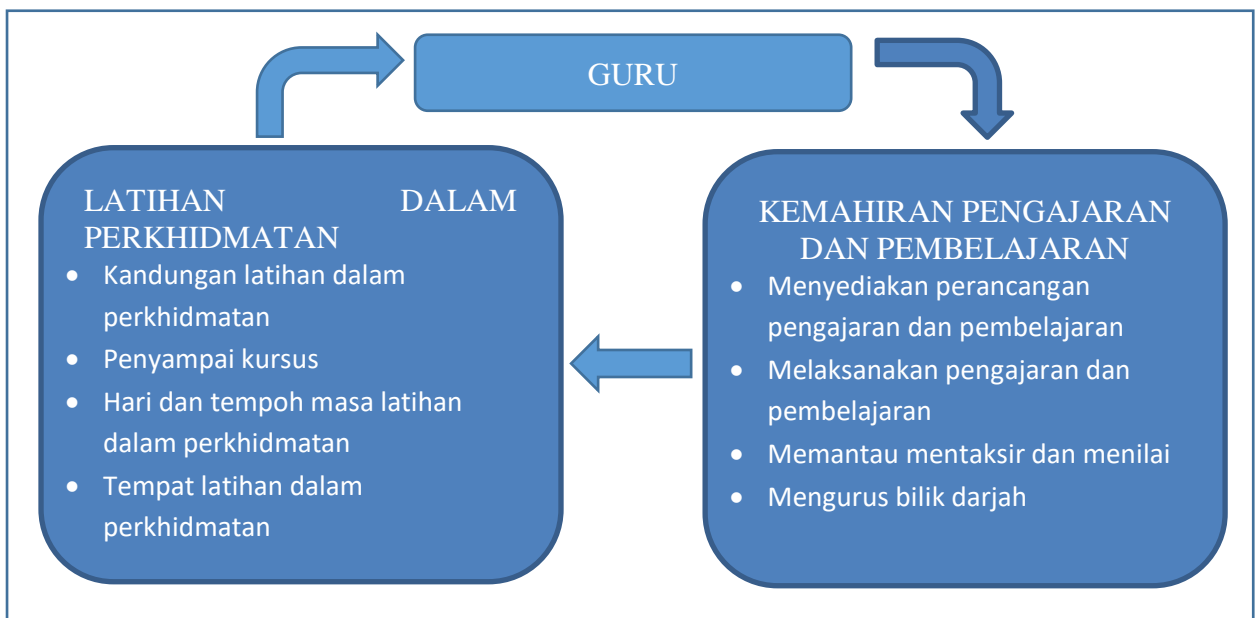 GURU
LATIHAN DALAM
PERKHIDMATAN
• Kandungan latihan dalam
perkhidmatan
• Penyampai kursus
• Hari dan tempoh masa latihan
dalam perkhidmatan
• Tempat latihan dalam
perkhidmatan
KEMAHIRAN PENGAJARAN
DAN PEMBELAJARAN
• Menyediakan perancangan
pengajaran dan pembelajaran
• Melaksanakan pengajaran dan
pembelajaran
• Memantau mentaksir dan menilai
• Mengurus bilik darjah